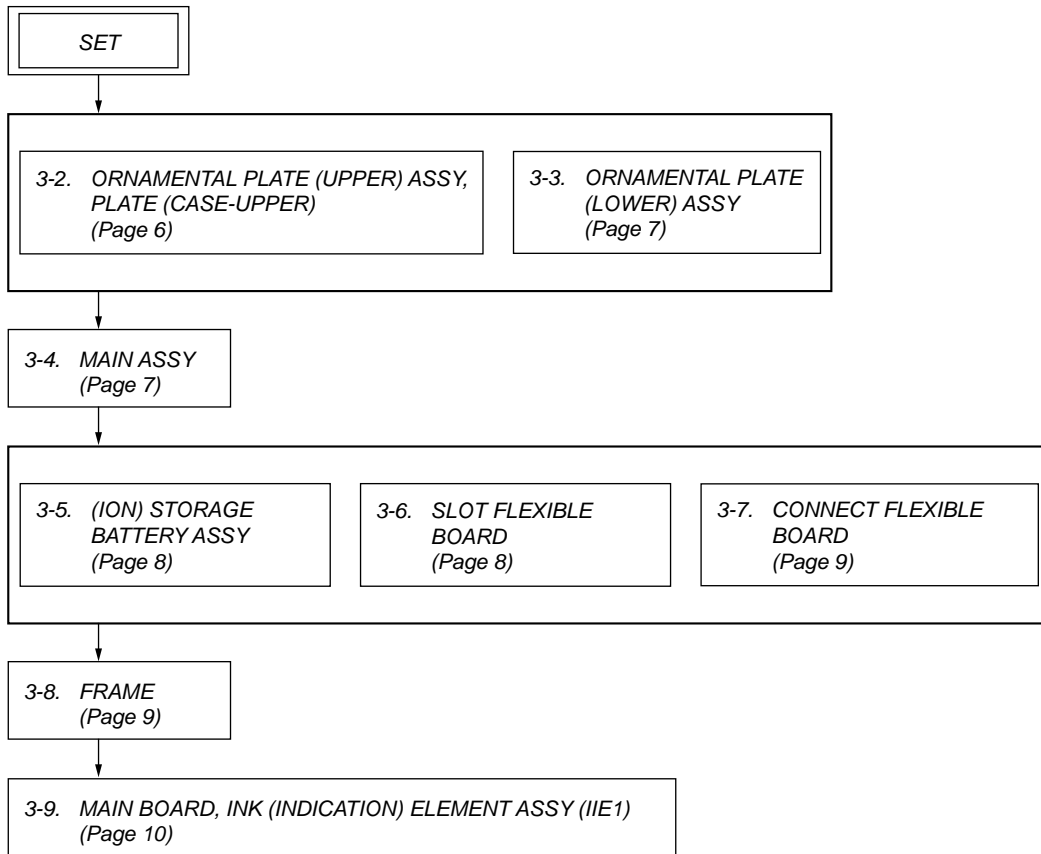 SET
3-2. ORNAMENTAL PLATE (UPPER) ASSY,
PLATE (CASE-UPPER)
(Page 6)
3-3. ORNAMENTAL PLATE
(LOWER) ASSY
(Page 7)
3-4. MAIN ASSY
(Page 7)
3-5. (ION) STORAGE
BATTERY ASSY
(Page 8)
3-6. SLOT FLEXIBLE
BOARD
(Page 8)
3-7. CONNECT FLEXIBLE
BOARD
(Page 9)
3-8. FRAME
(Page 9)
3-9. MAIN BOARD, INK (INDICATION) ELEMENT ASSY (IIE1)
(Page 10)